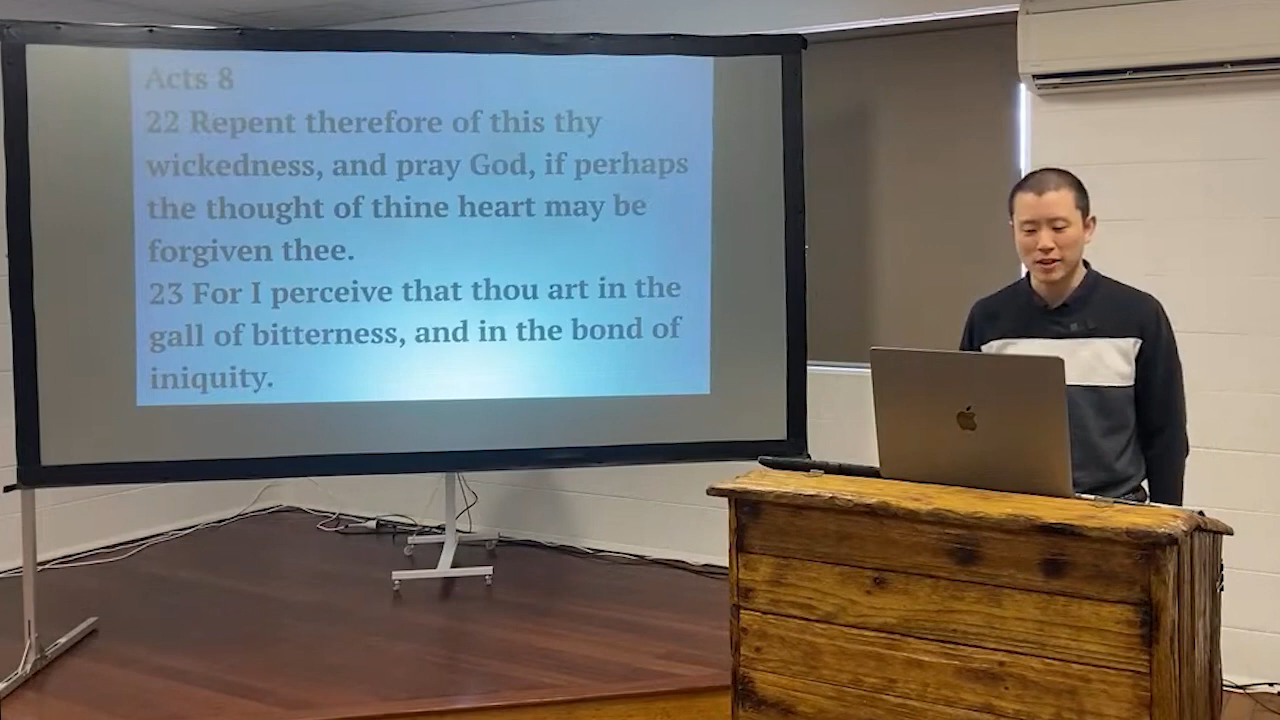 Acts 8
22 Repent therefore of this thy
wickedness, and pray God, if perhaps
the thought of thine heart may be
forgiven thee.
23 For I perceive that thou art in the
gall of bitterness, and in the bond of
iniquity.